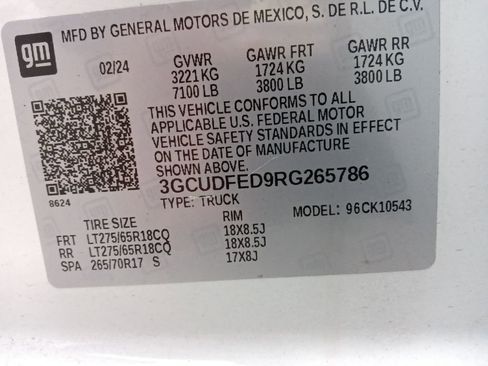 gm
MFD BY GENERAL MOTORS DE MEXICO, S. DE R.L. DE C.V.
02/24 GVWR GAWR FRT GAWR RR
3221 KG 1724 KG 1724 KG
7100 LB 3800 LB 3800 LB
THIS VEHICLE CONFORMS TO ALL
APPLICABLE U.S. FEDERAL MOTOR
VEHICLE SAFETY STANDARDS IN EFFECT
ON THE DATE OF MANUFACTURE
SHOWN ABOVE.
3GCUDFED9RG265786
8624
TYPE: TRUCK MODEL: 96CK10543
TIRE SIZE RIM
FRT LT275/65R18CQ 18X8.5J
RR LT275/65R18CQ 18X8.5J
SPA 265/70R17 S 17X8J